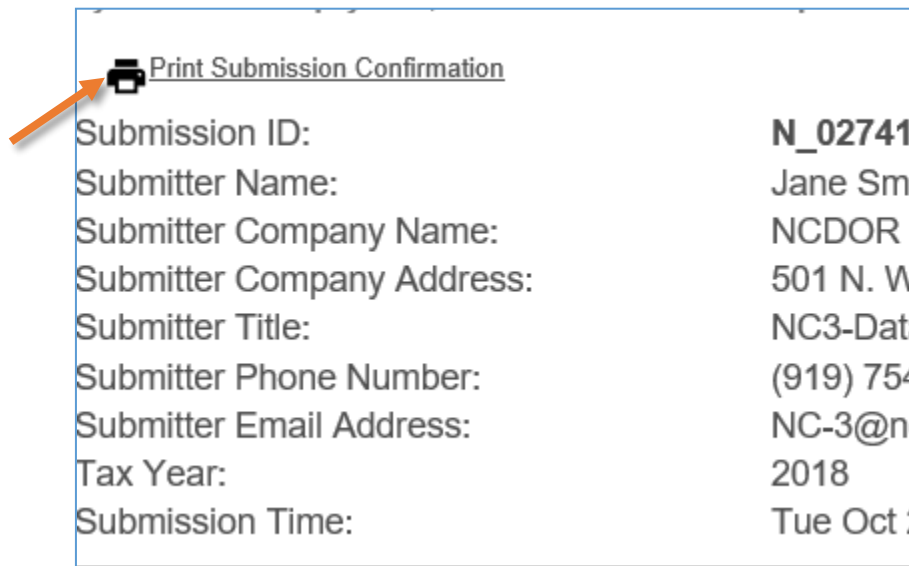 Print Submission Confirmation
Submission ID: N_02741
Submitter Name: Jane Sm
Submitter Company Name: NCDOR
Submitter Company Address: 501 N. W
Submitter Title: NC3-Dat
Submitter Phone Number: (919) 754
Submitter Email Address: NC-3@n
Tax Year: 2018
Submission Time: Tue Oct